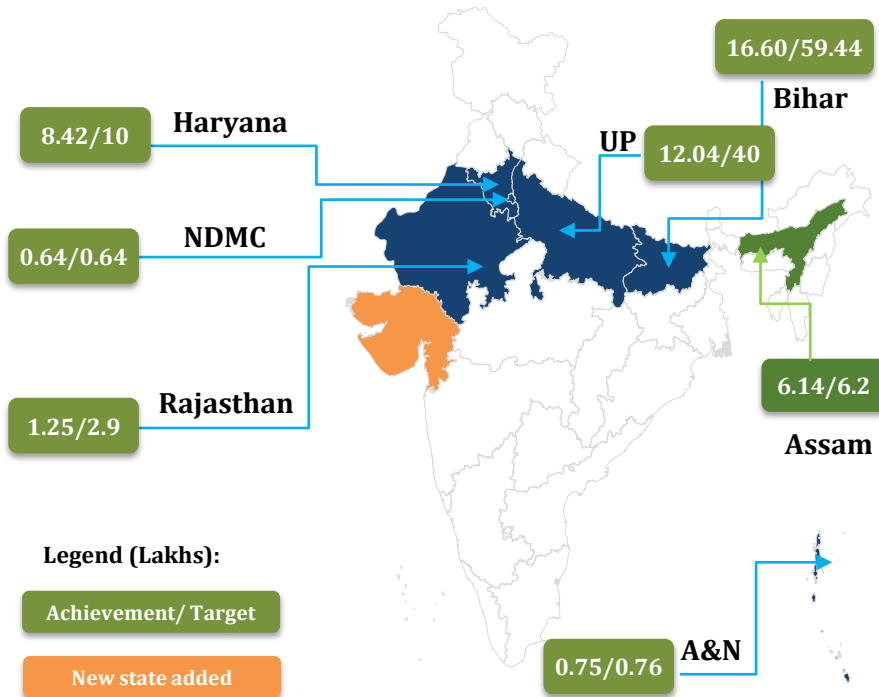 16.60/59.44
Bihar
Haryana
8.42/10
UP
12.04/40
NDMC
0.64/0.64
Rajasthan
1.25/2.9
6.14/6.2
Assam
Legend (Lakhs):
Achievement/ Target
New state added
0.75/0.76
A&N